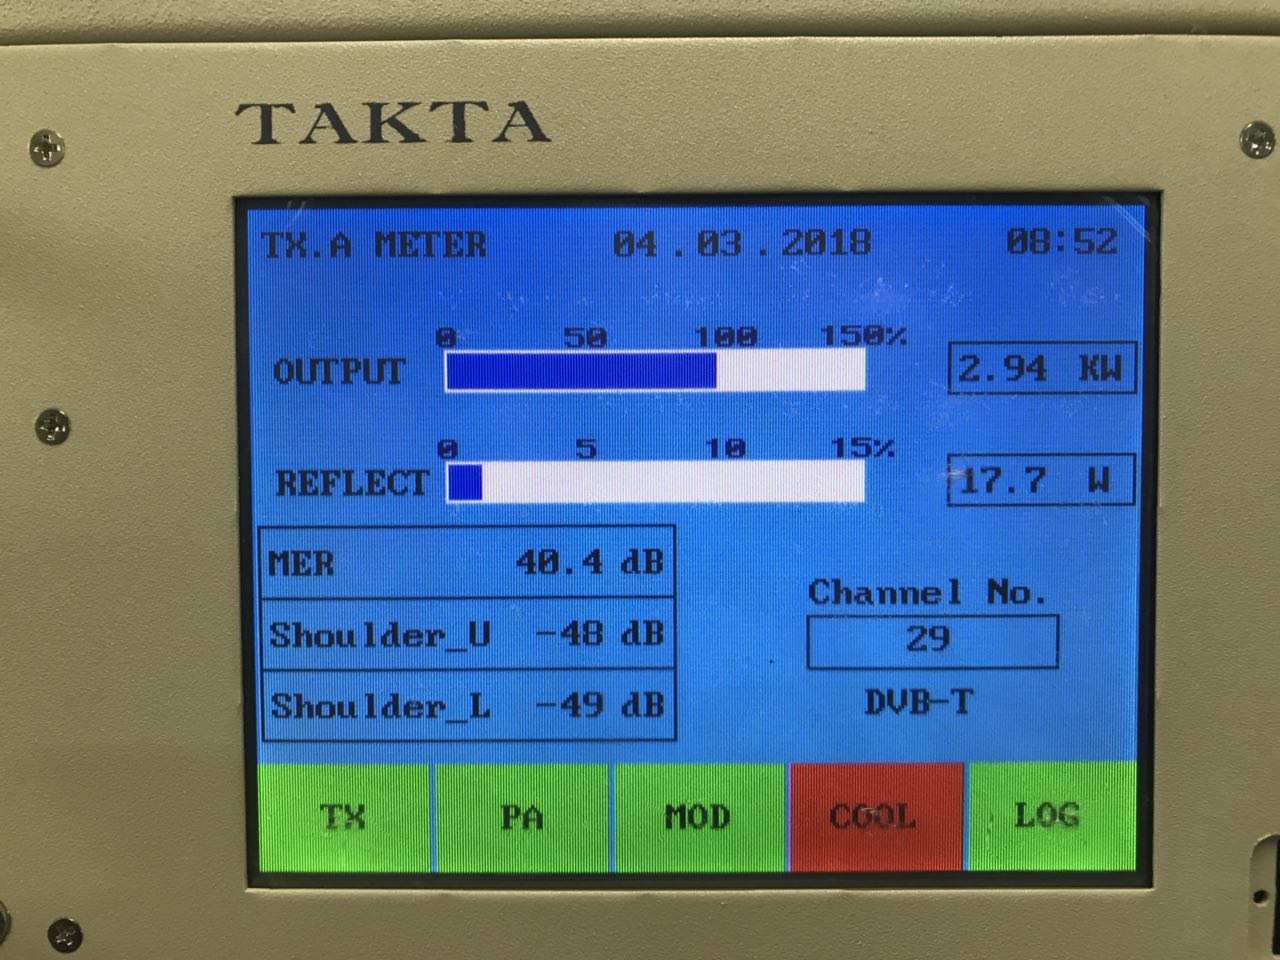 TAKTA
TX.A METER 04.03.2018 08:52
0 50 100 150%
OUTPUT 2.94 KW
0 5 10 15%
REFLECT 17.7 W
MER 40.4 dB
Shoulder_U -48 dB
Shoulder_L -49 dB
Channel No.
29
DVB-T
TX PA MOD COOL LOG